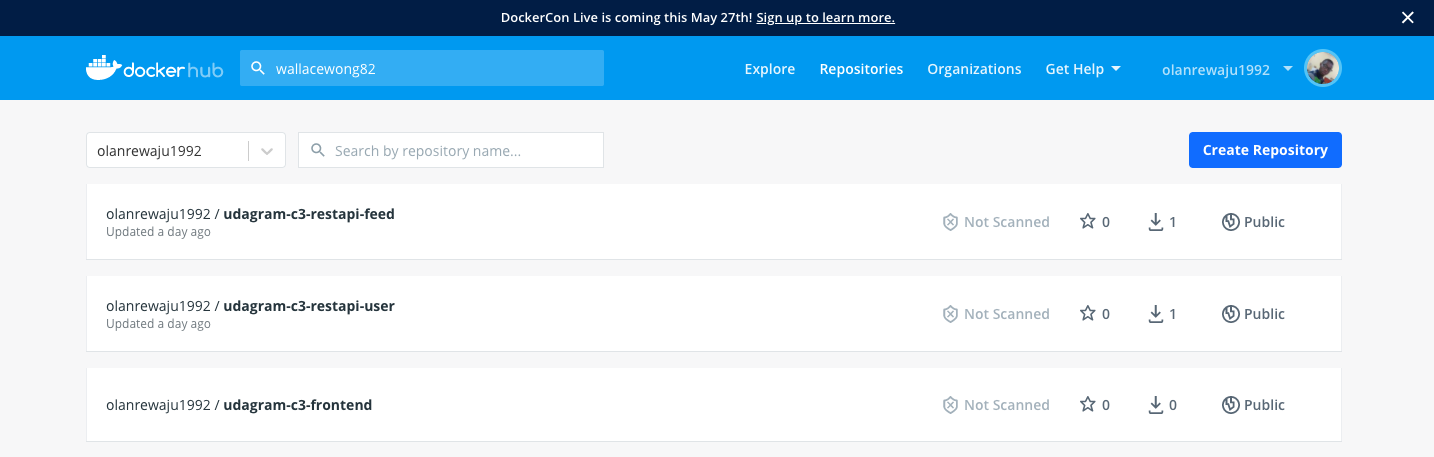 DockerCon Live is coming this May 27th! Sign up to learn more.
dockerhub wallacewong82 Explore Repositories Organizations Get Help olanrewaju1992
olanrewaju1992 Search by repository name... Create Repository
olanrewaju1992 / udagram-c3-restapi-feed
Updated a day ago
Not Scanned 0 1 Public
olanrewaju1992 / udagram-c3-restapi-user
Updated a day ago
Not Scanned 0 1 Public
olanrewaju1992 / udagram-c3-frontend
Not Scanned 0 0 Public